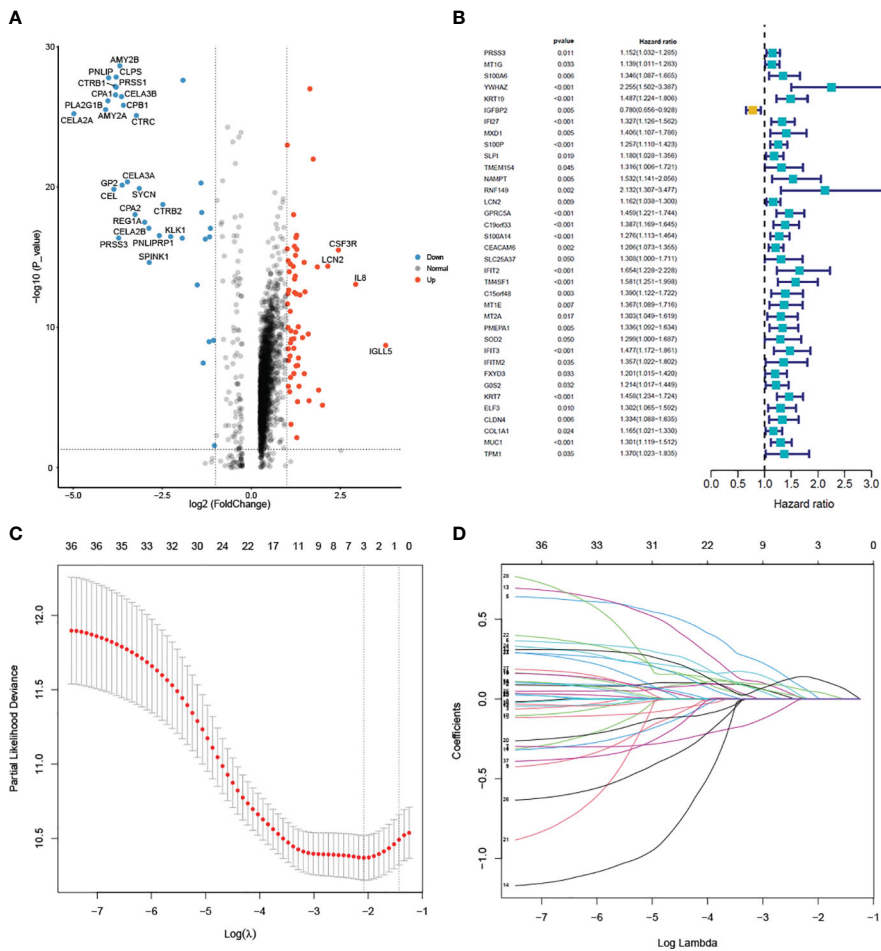 A
30
20
10
0
−log10 (P_value)
−5.0
−2.5
0.0
2.5
log2 (FoldChange)
AMY2B
PNLIP
CLPS
CTRB1
PRSS1
CPA1
CELA3B
PLA2G1B
CPB1
CELA2A
AMY2A
CTRC
GP2
CELA3A
CEL
SYCN
CPA2
CTRB2
REG1A
CELA2B
KLK1
PRSS3
PNLIPRP1
SPINK1
CSF3R
LCN2
IL8
IGLL5
Down
Normal
Up
B
pvalue Hazard ratio
PRSS3 0.011 1.152(1.032−1.285)
MT1G 0.033 1.139(1.011−1.283)
S100A6 0.006 1.346(1.087−1.665)
YWHAZ <0.001 2.255(1.502−3.387)
KRT19 <0.001 1.487(1.224−1.806)
IGFBP2 0.005 0.780(0.656−0.928)
IFI27 <0.001 1.327(1.126−1.562)
MXD1 0.005 1.406(1.107−1.786)
S100P <0.001 1.257(1.110−1.423)
SLPI 0.019 1.180(1.028−1.356)
TMEM154 0.045 1.316(1.006−1.721)
NAMPT 0.005 1.532(1.141−2.056)
RNF149 0.002 2.132(1.307−3.477)
LCN2 0.009 1.162(1.038−1.300)
GPRC5A <0.001 1.459(1.221−1.744)
C19orf33 <0.001 1.387(1.169−1.645)
S100A14 <0.001 1.276(1.113−1.464)
CEACAM6 0.002 1.206(1.073−1.355)
SLC25A37 0.050 1.308(1.000−1.711)
IFIT2 <0.001 1.654(1.228−2.228)
TM4SF1 <0.001 1.581(1.251−1.998)
C15orf48 0.003 1.390(1.122−1.722)
MT1E 0.007 1.367(1.089−1.716)
MT2A 0.017 1.303(1.049−1.619)
PMEPA1 0.005 1.336(1.092−1.634)
SOD2 0.050 1.299(1.000−1.687)
IFIT3 <0.001 1.477(1.172−1.861)
IFITM2 0.035 1.357(1.022−1.802)
FXYD3 0.033 1.201(1.015−1.420)
G0S2 0.032 1.214(1.017−1.449)
KRT7 <0.001 1.458(1.234−1.724)
ELF3 0.010 1.302(1.065−1.592)
CLDN4 0.006 1.334(1.088−1.635)
COL1A1 0.024 1.165(1.021−1.330)
MUC1 <0.001 1.301(1.119−1.512)
TPM1 0.035 1.370(1.023−1.835)
0.0 0.5 1.0 1.5 2.0 2.5 3.0
Hazard ratio
C
36 36 35 33 32 30 24 22 17 11 9 8 7 3 2 1 0
12.0
11.5
11.0
10.5
Partial Likelihood Deviance
−7 −6 −5 −4 −3 −2 −1
Log(λ)
D
36 33 31 22 9 3 0
0.5
0.0
−0.5
−1.0
Coefficients
28
13
5
22
6
27
20
7
37
9
26
21
14
−7 −6 −5 −4 −3 −2 −1
Log Lambda